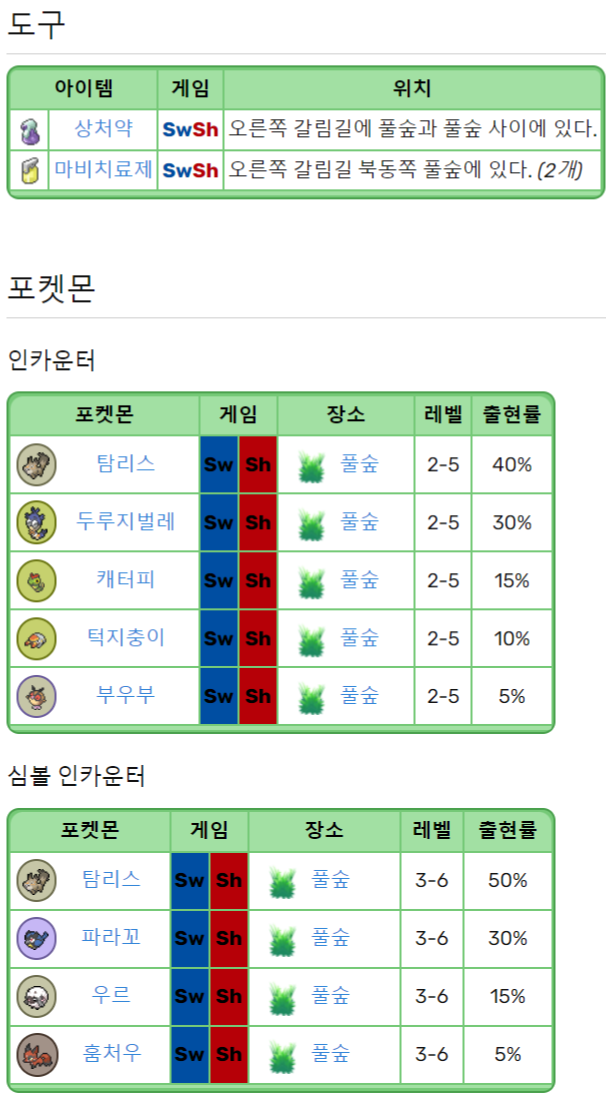 도구
아이템 게임 위치
상처약 SwSh 오른쪽 갈림길에 풀숲과 풀숲 사이에 있다.
마비치료제 SwSh 오른쪽 갈림길 북동쪽 풀숲에 있다. (2개)
포켓몬
인카운터
포켓몬 게임 장소 레벨 출현률
탐리스 Sw Sh 풀숲 2-5 40%
두루지벌레 Sw Sh 풀숲 2-5 30%
캐터피 Sw Sh 풀숲 2-5 15%
턱지충이 Sw Sh 풀숲 2-5 10%
부우부 Sw Sh 풀숲 2-5 5%
심볼 인카운터
포켓몬 게임 장소 레벨 출현률
탐리스 Sw Sh 풀숲 3-6 50%
파라꼬 Sw Sh 풀숲 3-6 30%
우르 Sw Sh 풀숲 3-6 15%
훔처우 Sw Sh 풀숲 3-6 5%